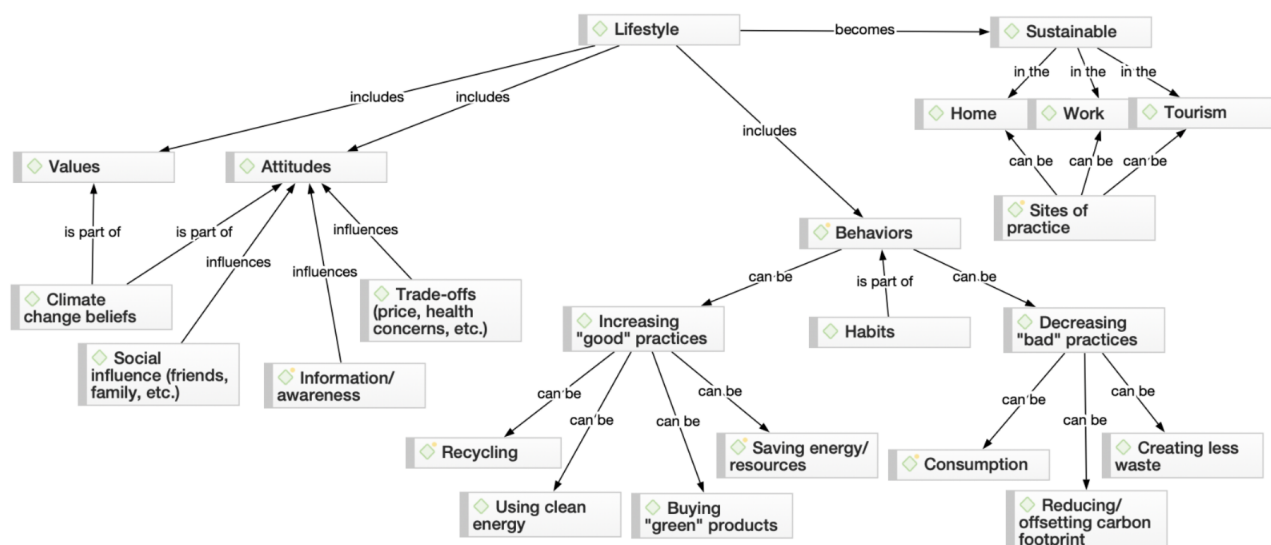 Lifestyle
becomes
Sustainable
in the
in the
in the
Home
Work
Tourism
can be
can be
can be
Sites of
practice
includes
includes
includes
Values
Attitudes
Behaviors
is part of
is part of
influences
influences
influences
Climate
change beliefs
Social
influence (friends,
family, etc.)
Information/
awareness
Trade-offs
(price, health
concerns, etc.)
can be
is part of
can be
Increasing
"good" practices
Habits
Decreasing
"bad" practices
can be
can be
can be
can be
Recycling
Using clean
energy
Buying
"green" products
Saving energy/
resources
can be
can be
can be
Consumption
Reducing/
offsetting carbon
footprint
Creating less
waste